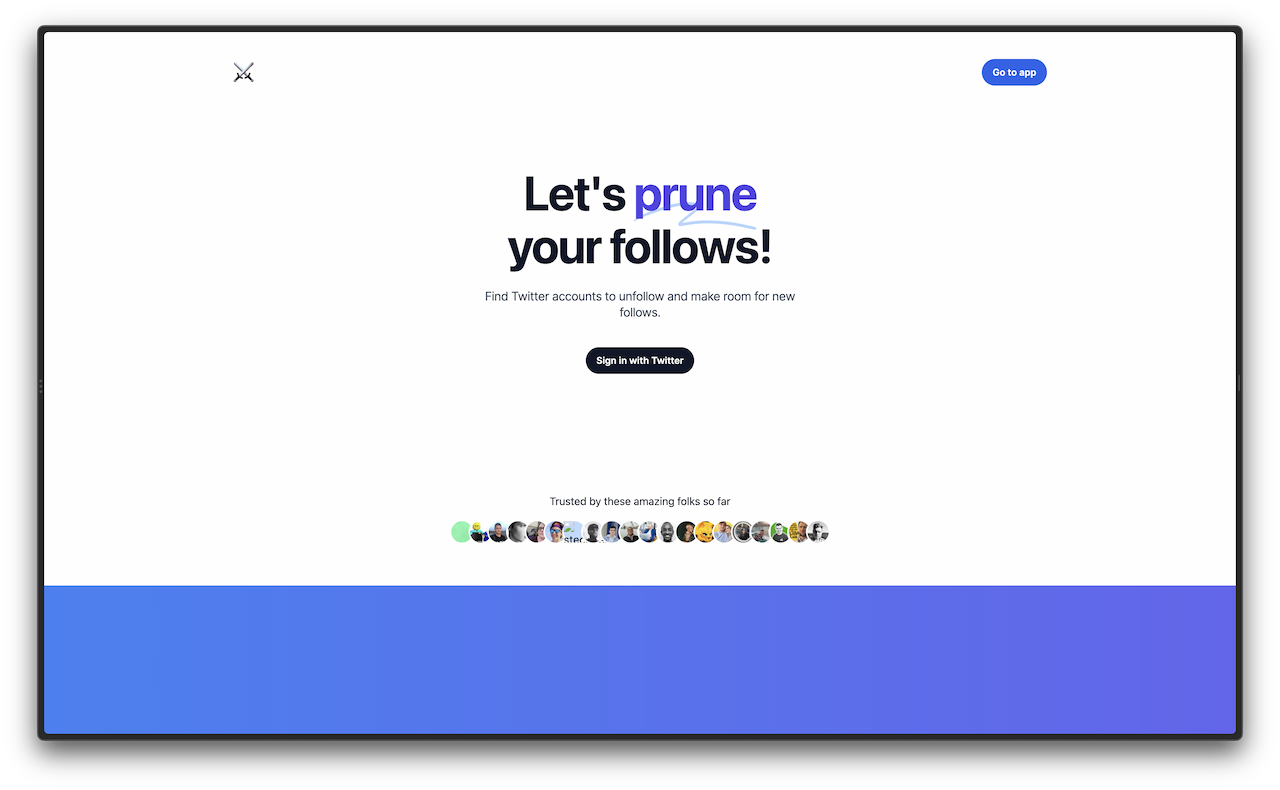 Go to app
Let's prune
your follows!
Find Twitter accounts to unfollow and make room for new
follows.
Sign in with Twitter
Trusted by these amazing folks so far